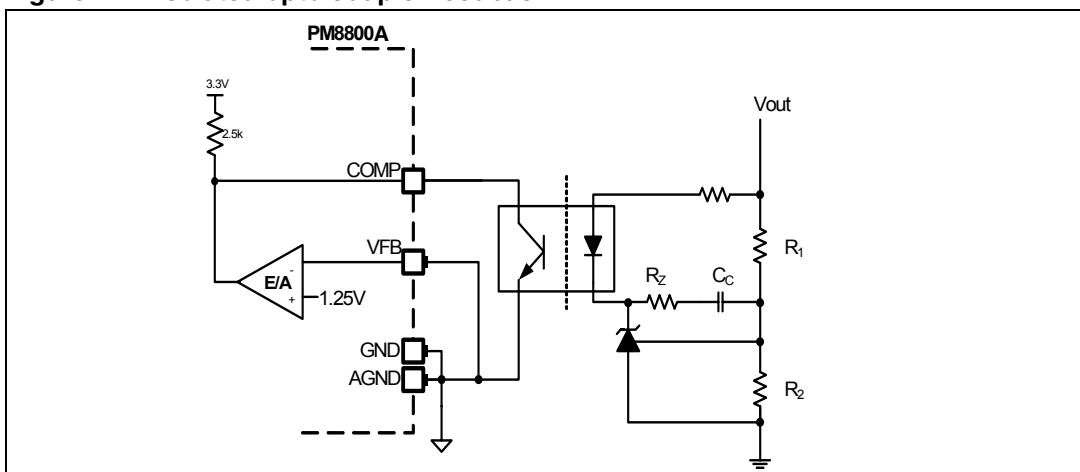 PM8800A
3.3V
2.5k
Vout
COMP
VFB
R1
RZ
CC
E/A
-
+
1.25V
GND
AGND
R2